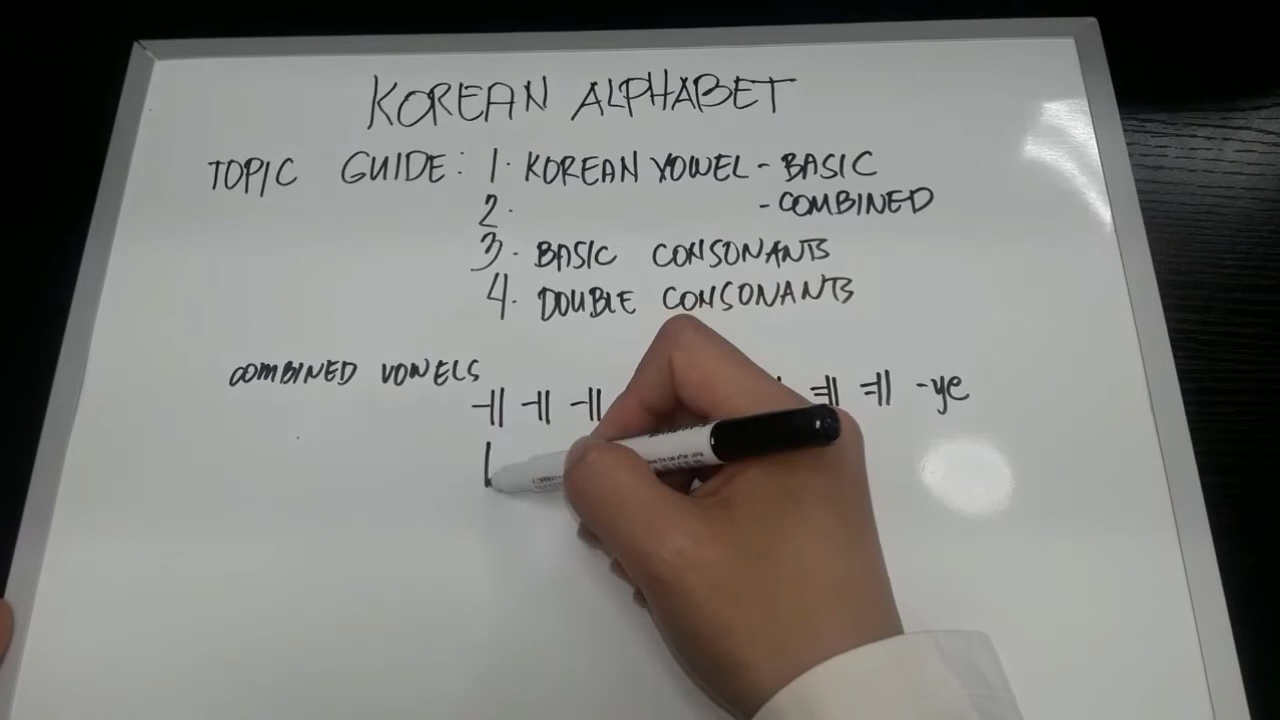 KOREAN ALPHABET
TOPIC GUIDE: 1. KOREAN VOWEL - BASIC
2. - COMBINED
3. BASIC CONSONANTS
4. DOUBLE CONSONANTS
COMBINED VOWELS
ㅔ ㅔ ㅔ ㅖ ㅖ - ye